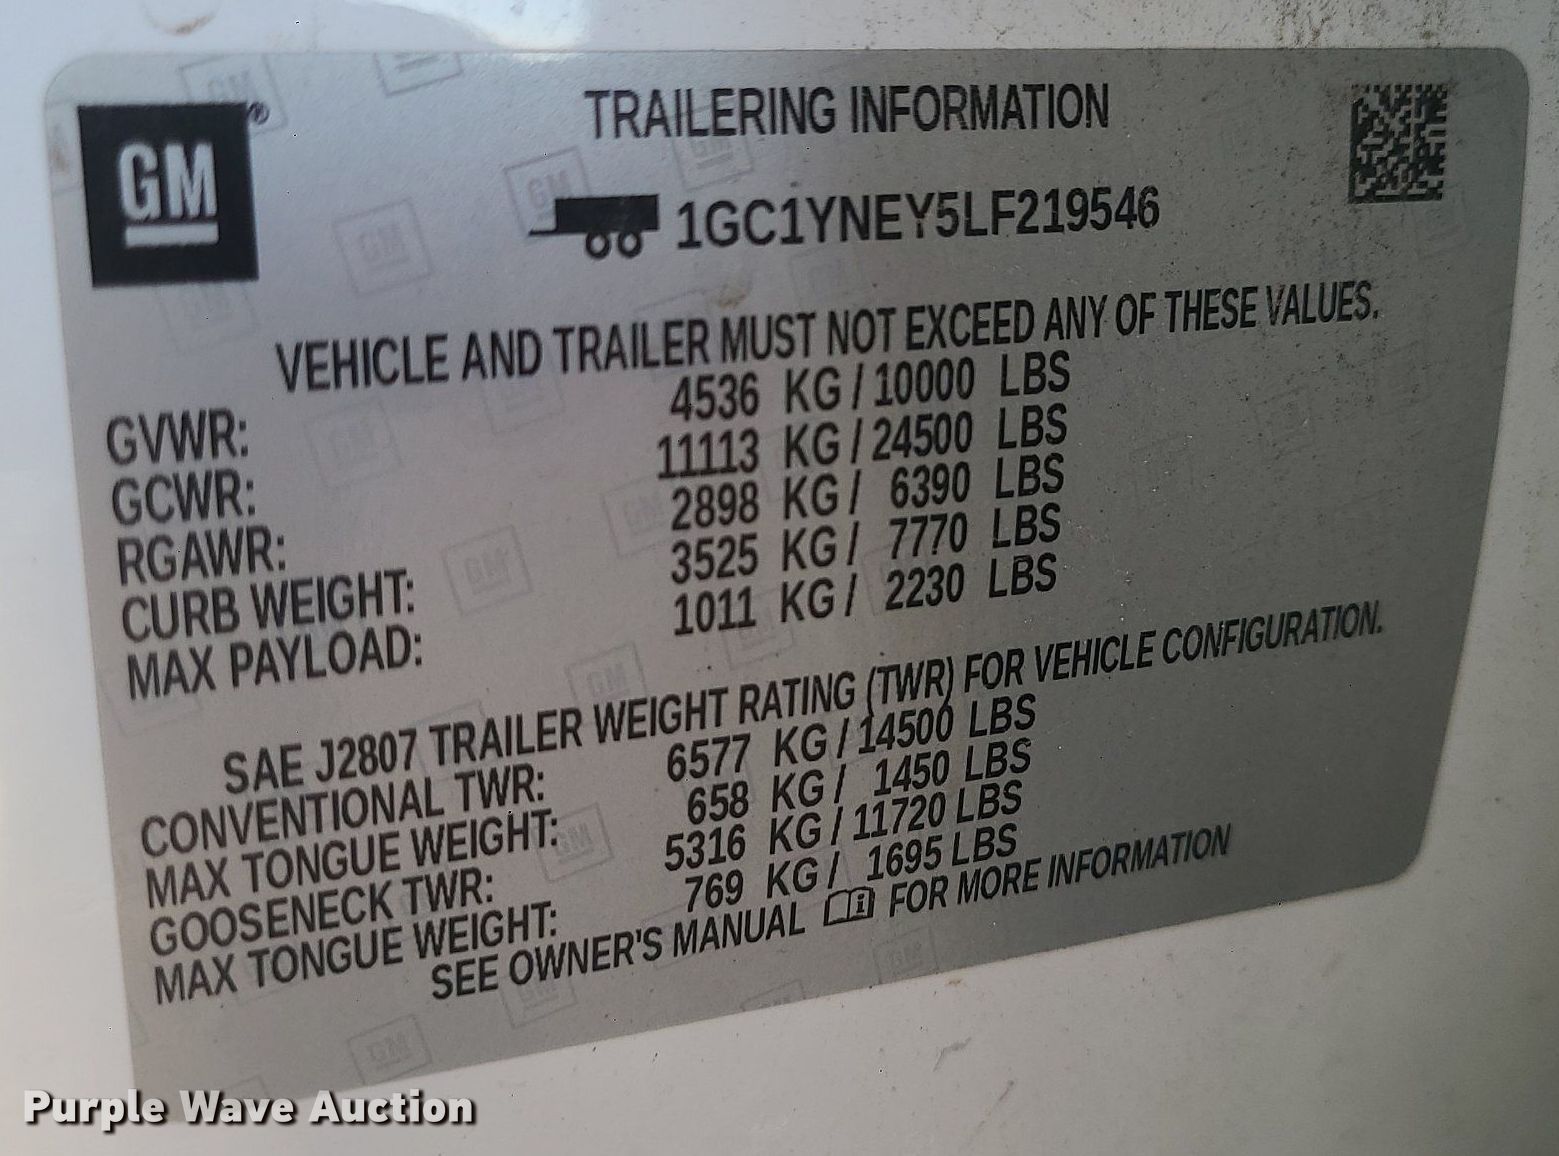 GM®
TRAILERING INFORMATION
1GC1YNEY5LF219546
VEHICLE AND TRAILER MUST NOT EXCEED ANY OF THESE VALUES.
GVWR: 4536 KG / 10000 LBS
GCWR: 11113 KG / 24500 LBS
RGAWR: 2898 KG / 6390 LBS
CURB WEIGHT: 3525 KG / 7770 LBS
MAX PAYLOAD: 1011 KG / 2230 LBS
SAE J2807 TRAILER WEIGHT RATING (TWR) FOR VEHICLE CONFIGURATION.
CONVENTIONAL TWR: 6577 KG / 14500 LBS
MAX TONGUE WEIGHT: 658 KG / 1450 LBS
GOOSENECK TWR: 5316 KG / 11720 LBS
MAX TONGUE WEIGHT: 769 KG / 1695 LBS
SEE OWNER'S MANUAL FOR MORE INFORMATION
Purple Wave Auction